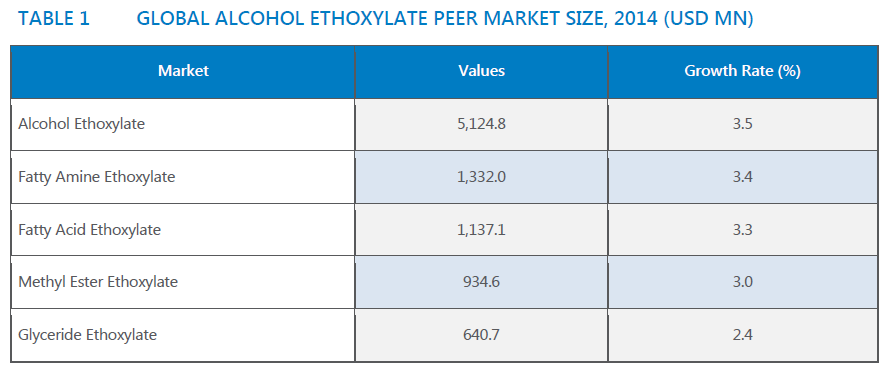 TABLE 1 GLOBAL ALCOHOL ETHOXYLATE PEER MARKET SIZE, 2014 (USD MN)
Market Values Growth Rate (%)
Alcohol Ethoxylate 5,124.8 3.5
Fatty Amine Ethoxylate 1,332.0 3.4
Fatty Acid Ethoxylate 1,137.1 3.3
Methyl Ester Ethoxylate 934.6 3.0
Glyceride Ethoxylate 640.7 2.4